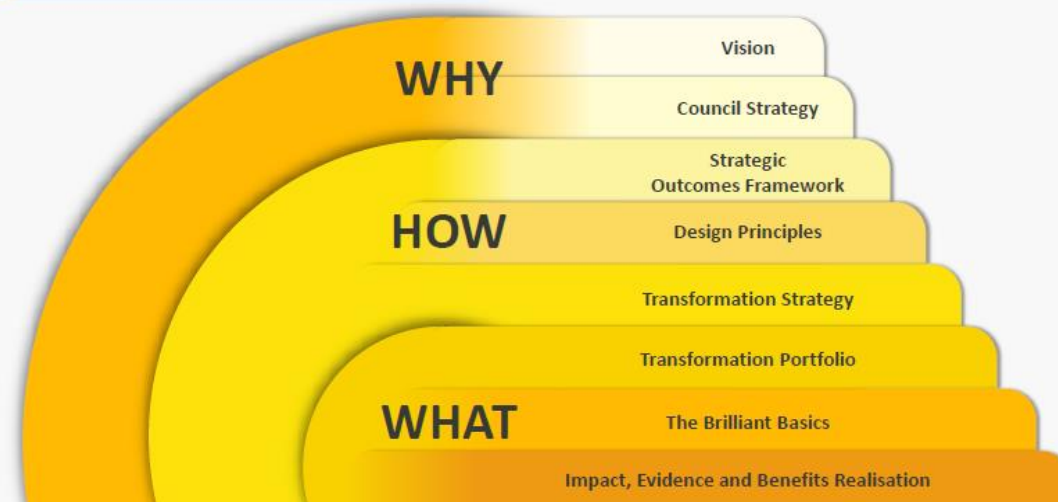 WHY
Vision
Council Strategy
Strategic
Outcomes Framework
HOW
Design Principles
Transformation Strategy
Transformation Portfolio
WHAT
The Brilliant Basics
Impact, Evidence and Benefits Realisation